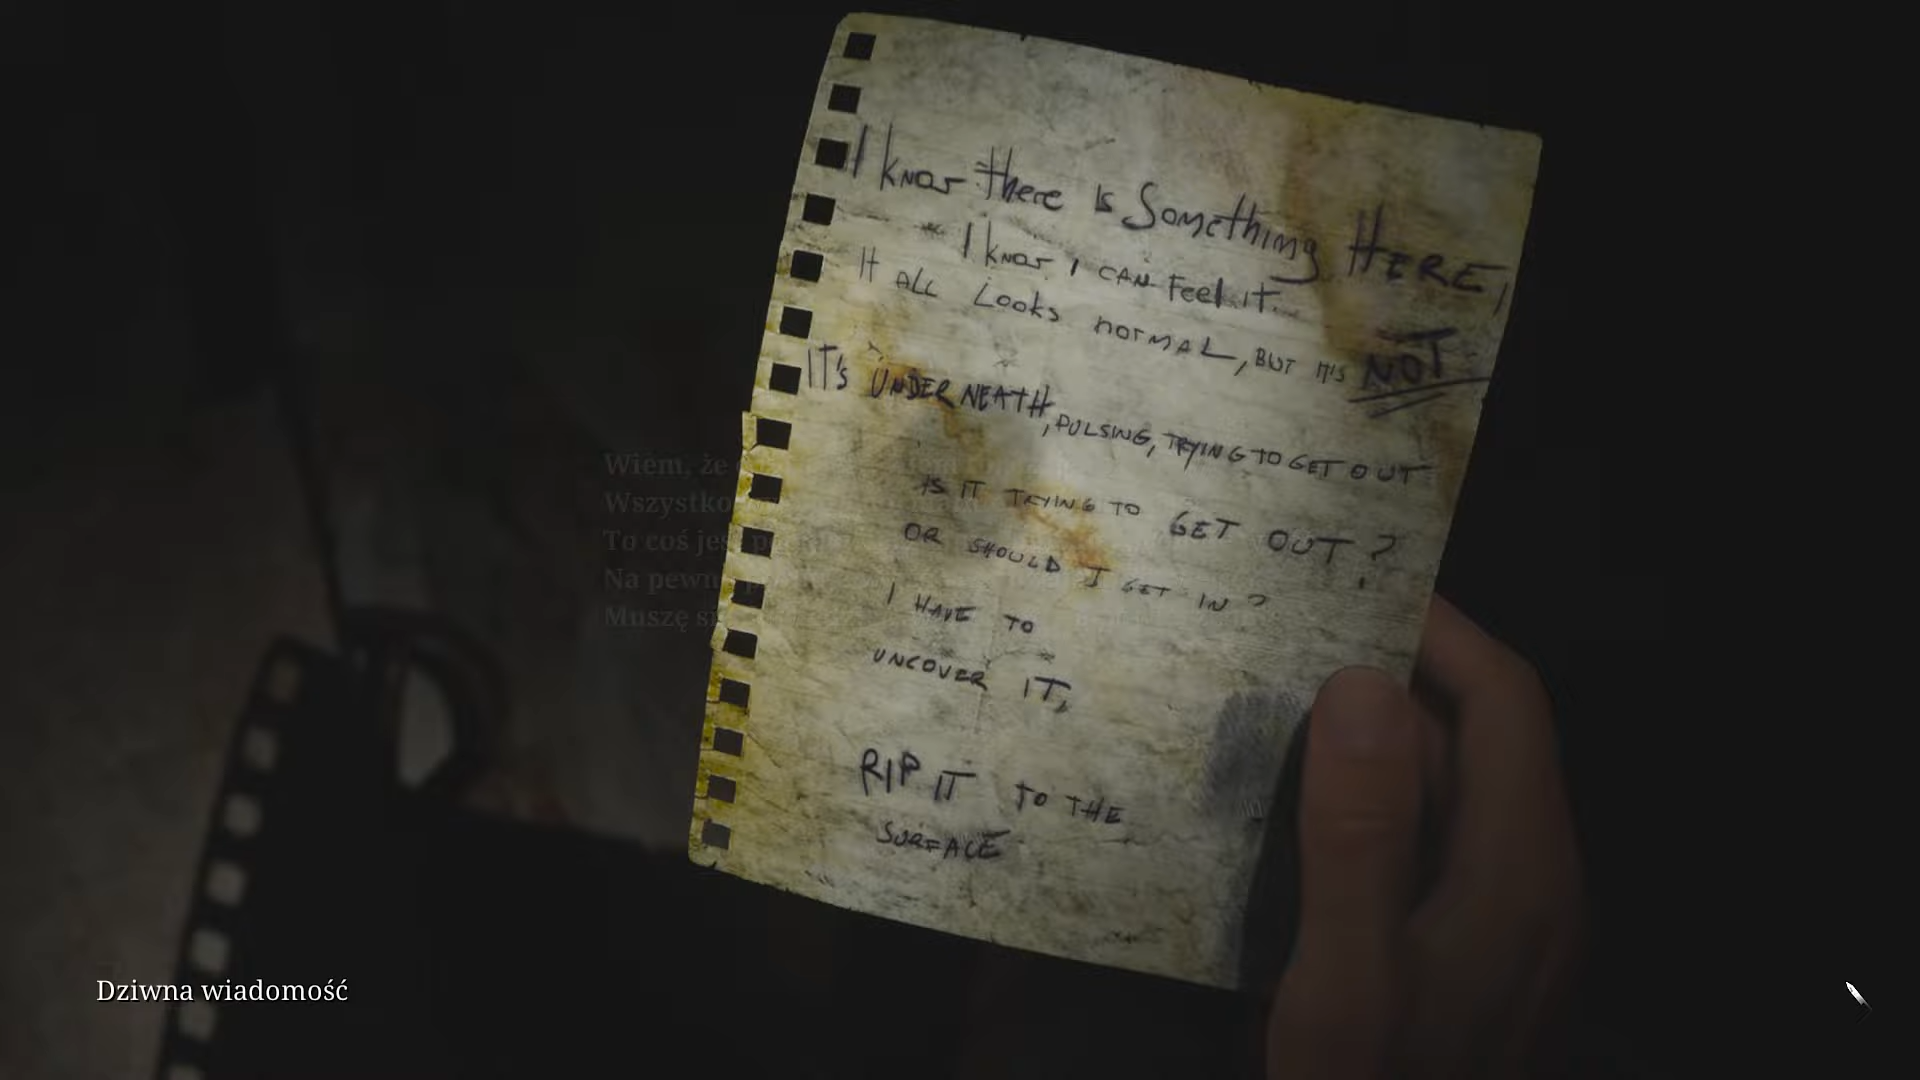 I know there is Something HERE,
I know I CAN Feel IT.
It ALL Looks NORMAL, BUT IT'S NOT
IT'S UNDERNEATH, PULSING, TRYING TO GET OUT
IS IT TRYING TO GET OUT?
OR SHOULD I GET IN?
I HAVE TO
UNCOVER IT,
RIP IT TO THE
SURFACE
Wiem, że
Wszystko
To coś
Na
Muszę
Dziwna wiadomość